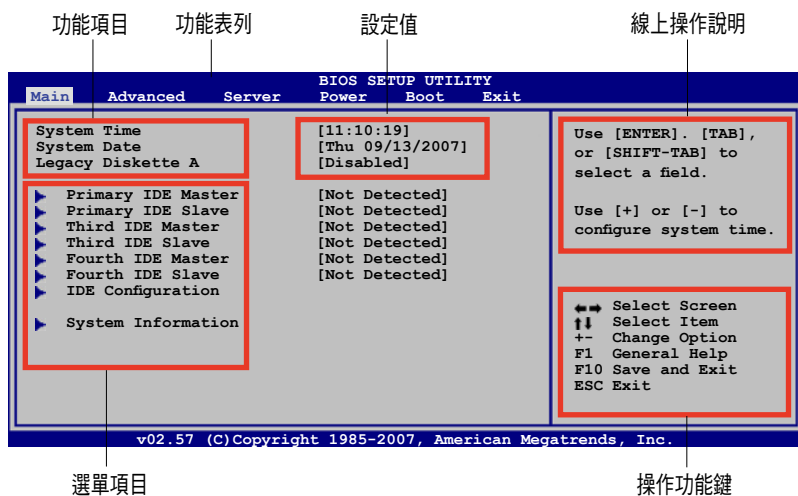 功能項目 功能表列 設定值 線上操作說明
BIOS SETUP UTILITY
Main Advanced Server Power Boot Exit
System Time [11:10:19]
System Date [Thu 09/13/2007]
Legacy Diskette A [Disabled]
Primary IDE Master [Not Detected]
Primary IDE Slave [Not Detected]
Third IDE Master [Not Detected]
Third IDE Slave [Not Detected]
Fourth IDE Master [Not Detected]
Fourth IDE Slave [Not Detected]
IDE Configuration
System Information
Use [ENTER]. [TAB],
or [SHIFT-TAB] to
select a field.
Use [+] or [-] to
configure system time.
Select Screen
Select Item
+- Change Option
F1 General Help
F10 Save and Exit
ESC Exit
v02.57 (C)Copyright 1985-2007, American Megatrends, Inc.
選單項目 操作功能鍵